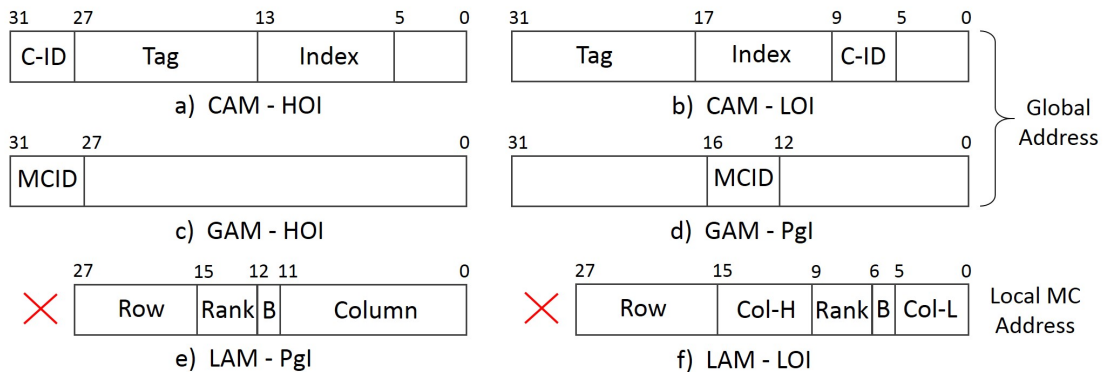 31 27 13 5 0
C-ID Tag Index
a) CAM - HOI
31 17 9 5 0
Tag Index C-ID
b) CAM - LOI
31 27 0
MCID
c) GAM - HOI
31 16 12 0
MCID
d) GAM - PgI
Global
Address
27 15 12 11 0
Row Rank B Column
e) LAM - PgI
27 15 9 6 5 0
Row Col-H Rank B Col-L
f) LAM - LOI
Local MC
Address